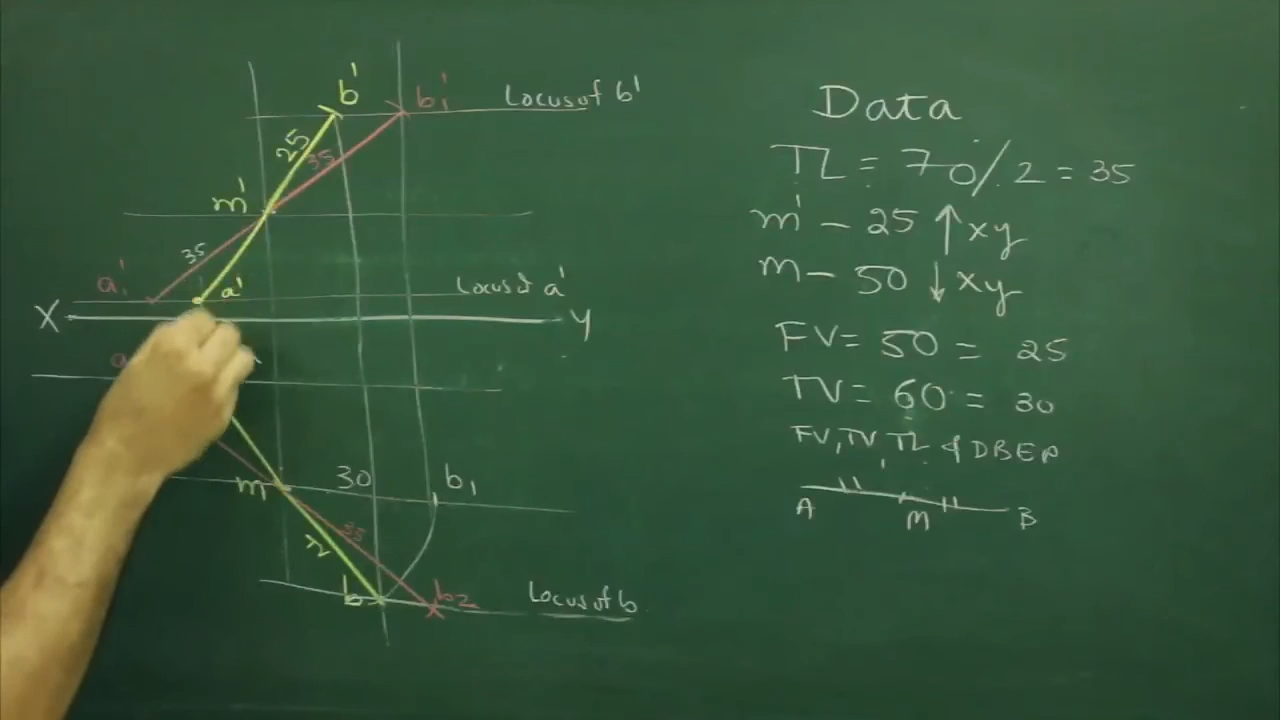 b'
b'₁
Locus of b'
25
35
m'
35
a'₁
a'
Locus of a'
X
Y
a
m
30
b₁
35
b
b₂
Locus of b
Data
TL = 70/2 = 35
m' - 25 ↑ xy
m - 50 ↓ xy
FV = 50 = 25
TV = 60 = 30
FV, TV, TL & DBEP
A M B